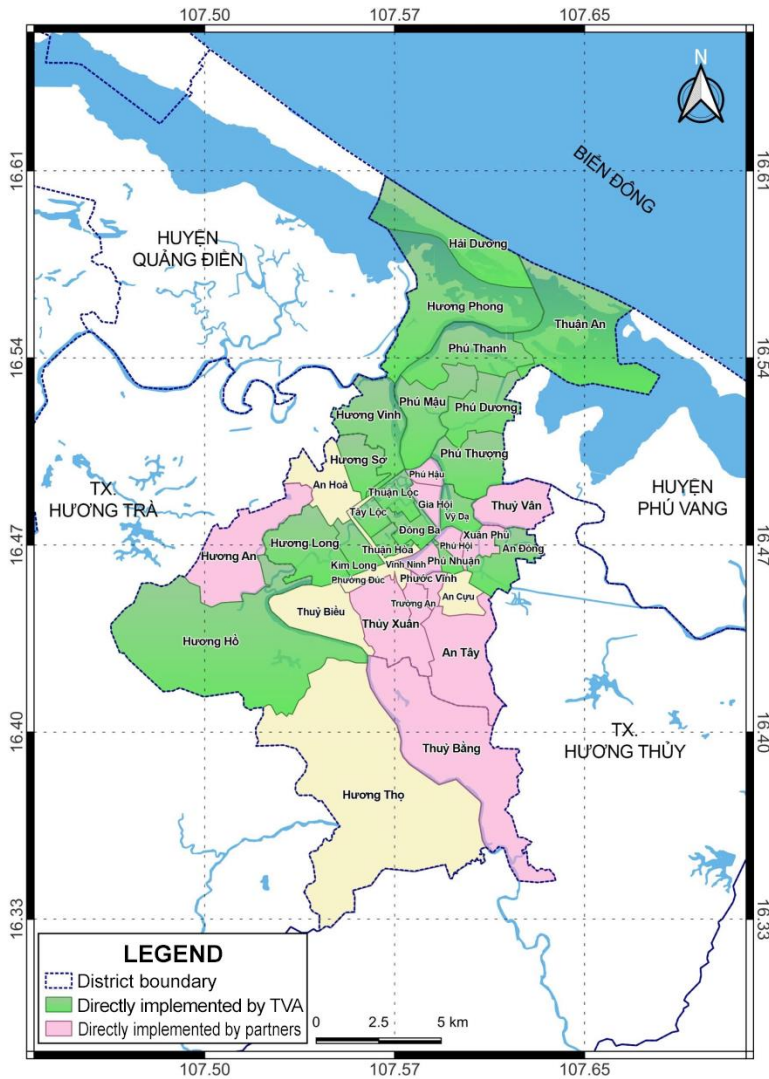 107.50 107.57 107.65
N
16.61 16.61
BIỂN ĐÔNG
HUYỆN
QUẢNG ĐIỀN
Hải Dương
Hương Phong
Thuận An
16.54 16.54
Phú Thanh
Phú Mậu
Phú Dương
Hương Vinh
Phú Thượng
Hương Sơ
Phú Hậu
An Hoà
TX.
HƯƠNG TRÀ
HUYỆN
PHÚ VANG
Thuận Lộc
Gia Hội
Thuỷ Vân
Tây Lộc
Vỹ Dạ
Đông Ba
Xuân Phú
16.47 16.47
Hương Long
Thuận Hoà
Phú Hội
An Đông
Hương An
Kim Long
Vĩnh Ninh
Phú Nhuận
Phường Đúc
Phước Vĩnh
Thuỷ Biều
Trường An
An Cựu
Thủy Xuân
Hương Hồ
An Tây
16.40 16.40
Thuỷ Bằng
TX.
HƯƠNG THỦY
Hương Thọ
16.33 16.33
LEGEND
District boundary
Directly implemented by TVA
Directly implemented by partners
0 2.5 5 km
107.50 107.57 107.65